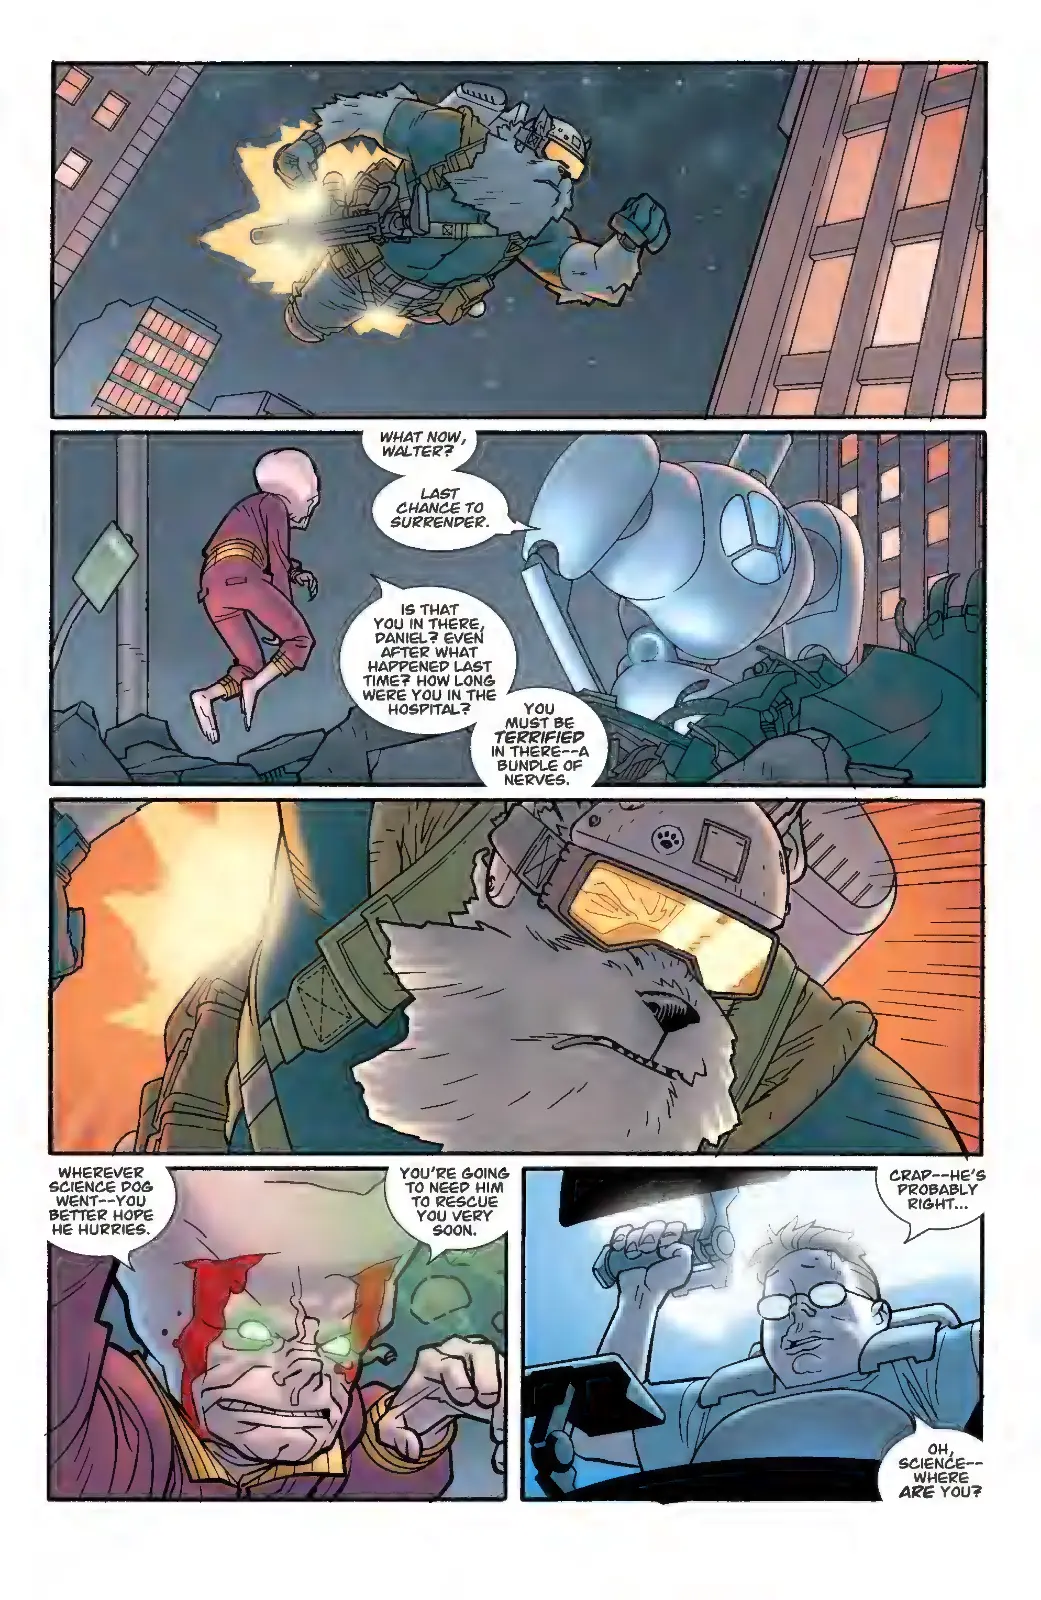 WHAT NOW,
WALTER?
LAST
CHANCE TO
SURRENDER.
IS THAT
YOU IN THERE,
DANIEL? EVEN
AFTER WHAT
HAPPENED LAST
TIME? HOW LONG
WERE YOU IN THE
HOSPITAL?
YOU
MUST BE
TERRIFIED
IN THERE--A
BUNDLE OF
NERVES.
WHEREVER
SCIENCE DOG
WENT--YOU
BETTER HOPE
HE HURRIES.
YOU'RE GOING
TO NEED HIM
TO RESCUE
YOU VERY
SOON.
CRAP--HE'S
PROBABLY
RIGHT...
OH,
SCIENCE--
WHERE
ARE YOU?